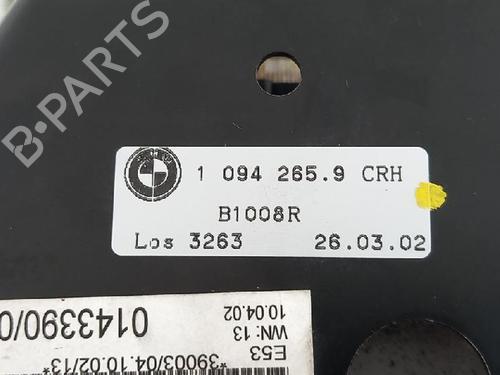 B-PARTS
1 094 265.9 CRH
B1008R
Los 3263 26.03.02
0143390/0
10.04.02
WN: 13
E53
*39003/04.10.02/13*